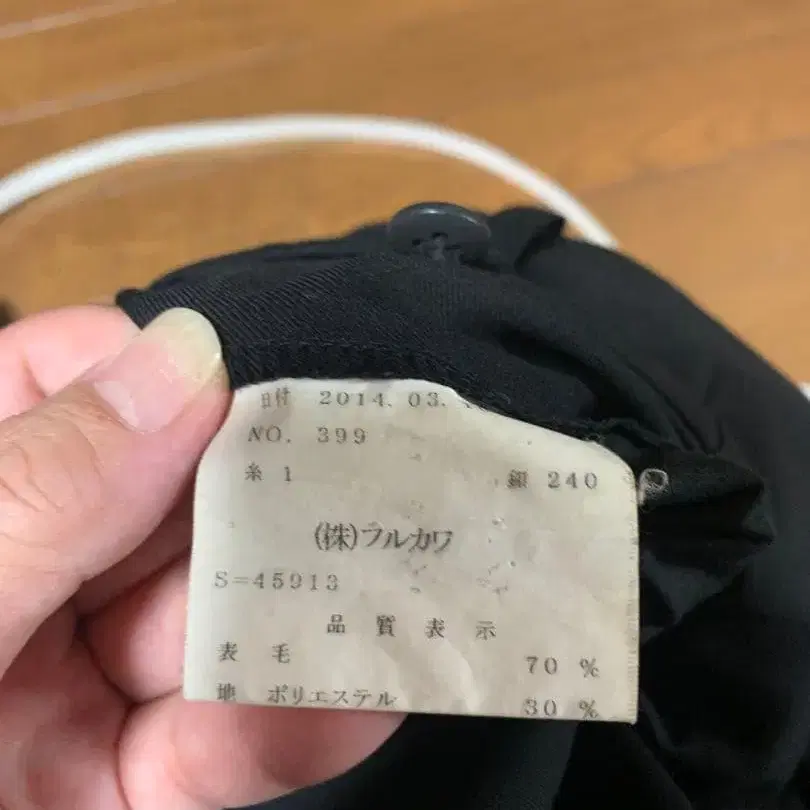 日付 2014. 03.
NO. 399
糸 1 銀 240
(株)フルカワ
S=45913
品質表示
表 毛 70 %
地 ポリエステル 30 %